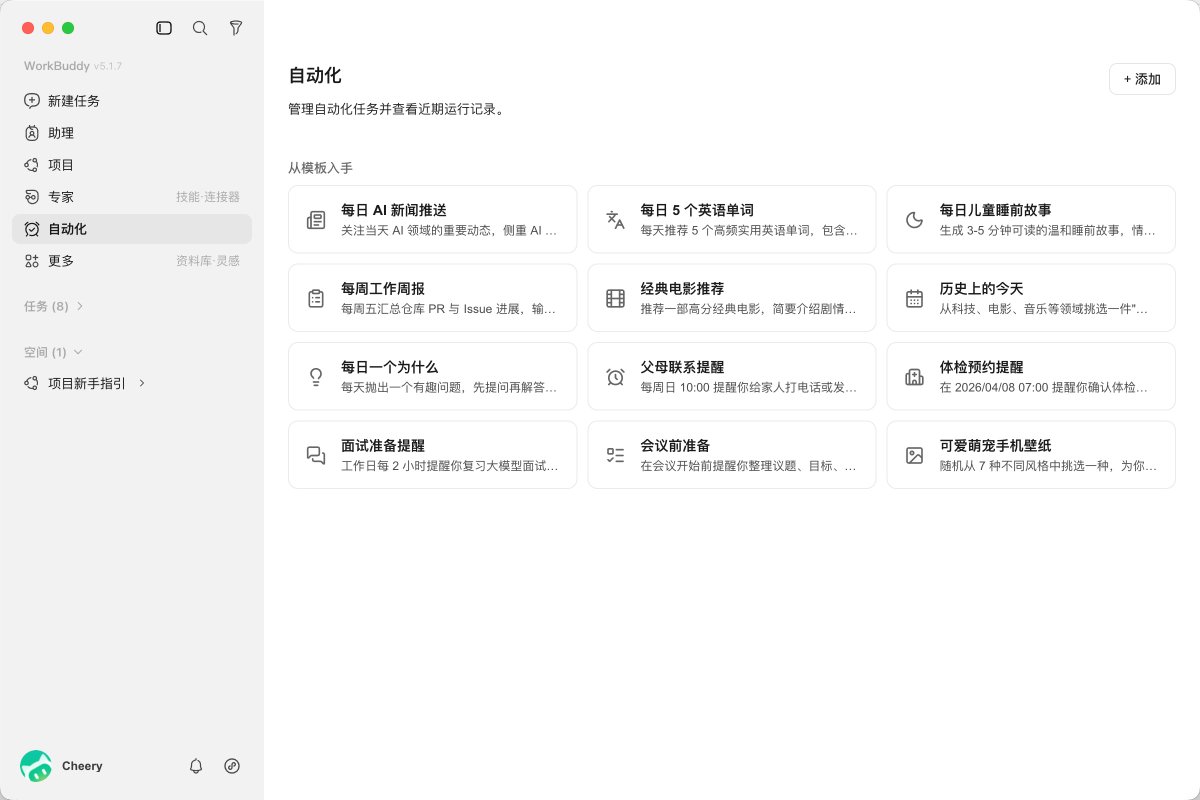 WorkBuddy v5.1.7
新建任务
助理
项目
专家 技能·连接器
自动化
更多 资料库·灵感
任务 (8)
空间 (1)
项目新手指引
Cheery
自动化
+ 添加
管理自动化任务并查看近期运行记录。
从模板入手
每日 AI 新闻推送
关注当天 AI 领域的重要动态，侧重 AI ...
每日 5 个英语单词
每天推荐 5 个高频实用英语单词，包含...
每日儿童睡前故事
生成 3-5 分钟可读的温和睡前故事，情...
每周工作周报
每周五汇总仓库 PR 与 Issue 进展，输...
经典电影推荐
推荐一部高分经典电影，简要介绍剧情...
历史上的今天
从科技、电影、音乐等领域挑选一件"...
每日一个为什么
每天抛出一个有趣问题，先提问再解答...
父母联系提醒
每周日 10:00 提醒你给家人打电话或发...
体检预约提醒
在 2026/04/08 07:00 提醒你确认体检...
面试准备提醒
工作日每 2 小时提醒你复习大模型面试...
会议前准备
在会议开始前提醒你整理议题、目标、...
可爱萌宠手机壁纸
随机从 7 种不同风格中挑选一种，为你...